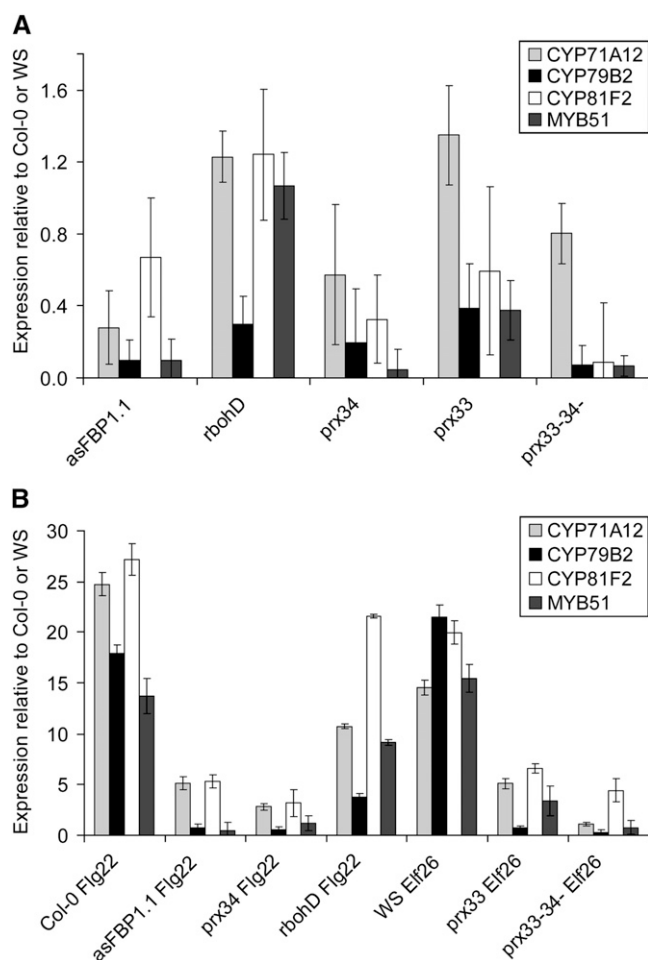 A
Expression relative to Col-0 or WS
1.6
1.2
0.8
0.4
0.0
CYP71A12
CYP79B2
CYP81F2
MYB51
asFBP1.1
rbohD
prx34
prx33
prx33-34-
B
Expression relative to Col-0 or WS
30
25
20
15
10
5
0
CYP71A12
CYP79B2
CYP81F2
MYB51
Col-0 Flg22
asFBP1.1 Flg22
prx34 Flg22
rbohD Flg22
WS Elf26
prx33 Elf26
prx33-34- Elf26